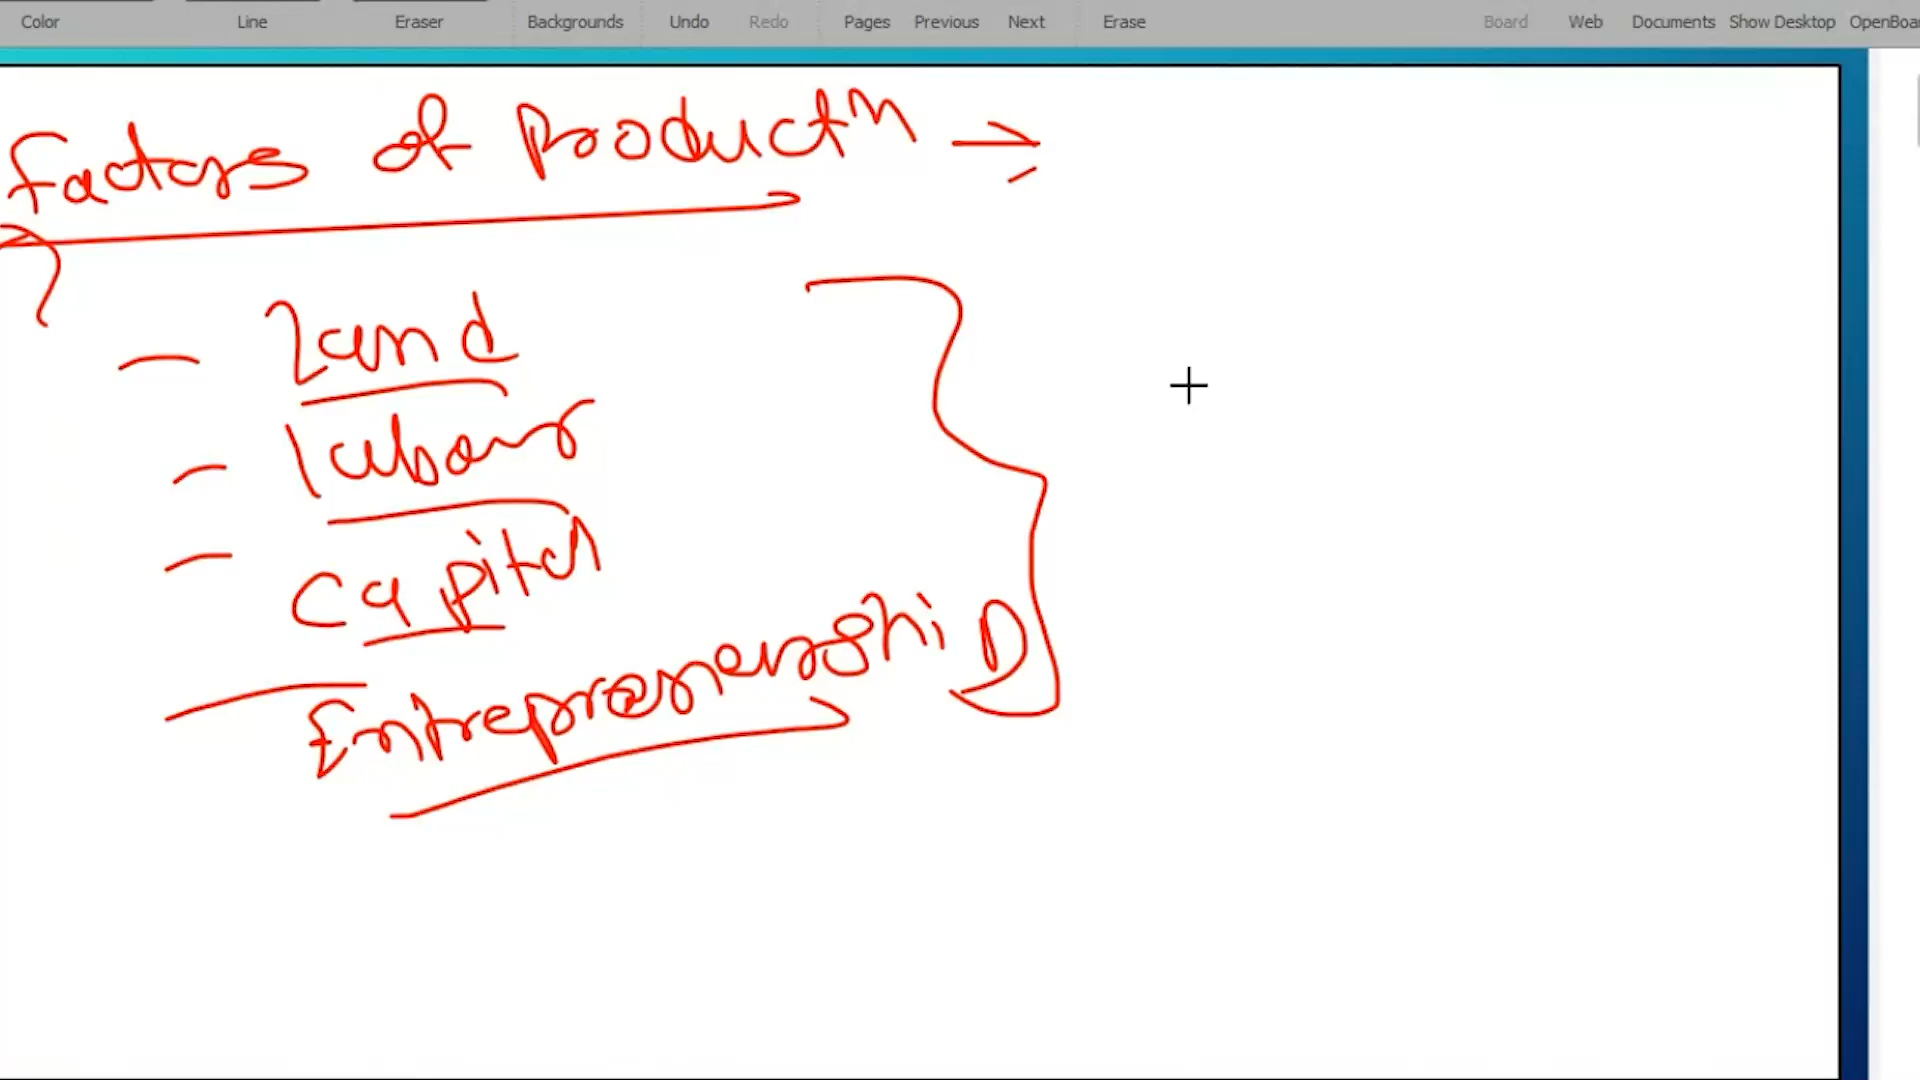 Color Line Eraser Backgrounds Undo Redo Pages Previous Next Erase Board Web Documents Show Desktop OpenBoar
Factors of Productn →
- Land
- labour
- Capital
- Entrepreneurship